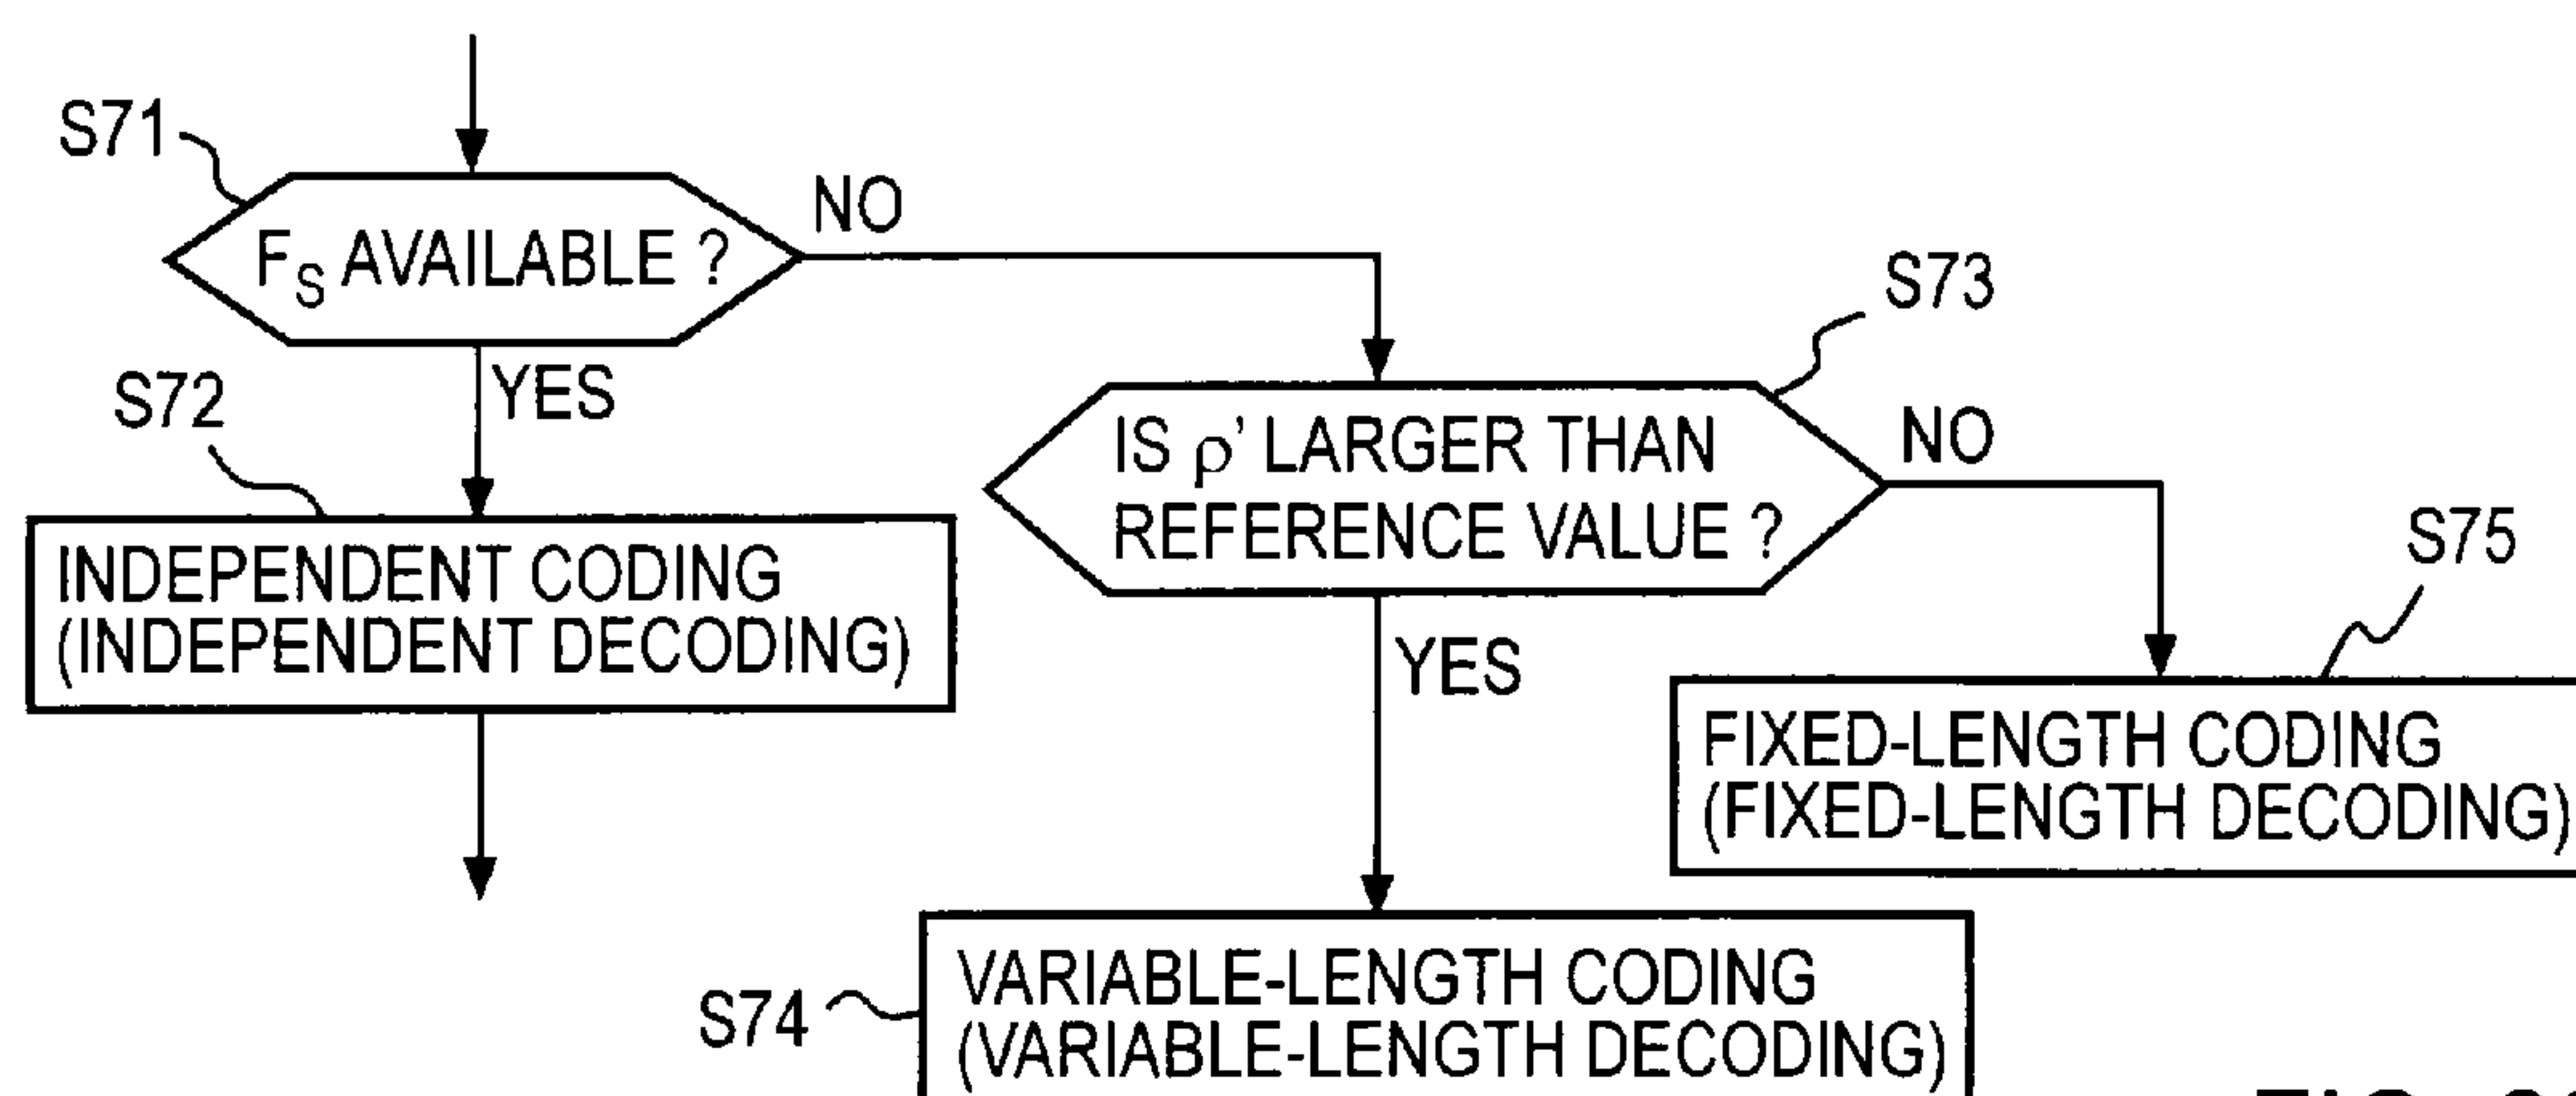 S71
F_S AVAILABLE ?
NO
YES
S72
INDEPENDENT CODING
(INDEPENDENT DECODING)
S73
IS ρ' LARGER THAN
REFERENCE VALUE ?
NO
YES
S75
FIXED-LENGTH CODING
(FIXED-LENGTH DECODING)
S74
VARIABLE-LENGTH CODING
(VARIABLE-LENGTH DECODING)